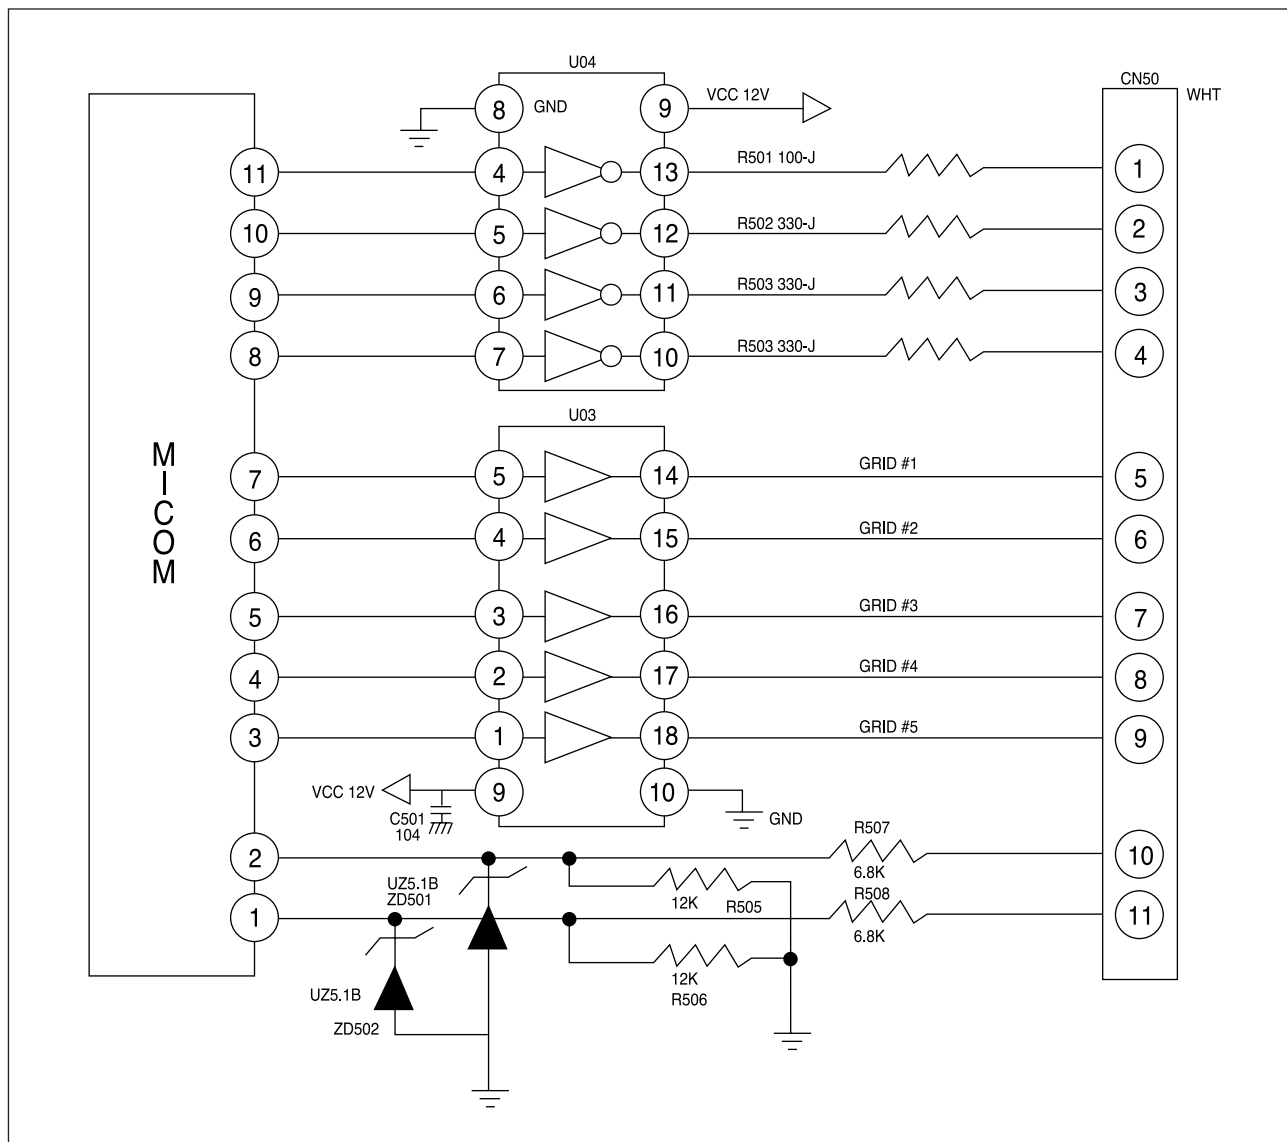 U04
CN50
WHT
8 GND 9 VCC 12V
11 4 13 R501 100-J 1
10 5 12 R502 330-J 2
9 6 11 R503 330-J 3
8 7 10 R503 330-J 4
U03
MICOM
7 5 14 GRID #1 5
6 4 15 GRID #2 6
5 3 16 GRID #3 7
4 2 17 GRID #4 8
3 1 18 GRID #5 9
VCC 12V 9 10 GND
C501
104
R507
2 10
6.8K
UZ5.1B
ZD501
12K R505
R508
1 11
6.8K
12K
R506
UZ5.1B
ZD502